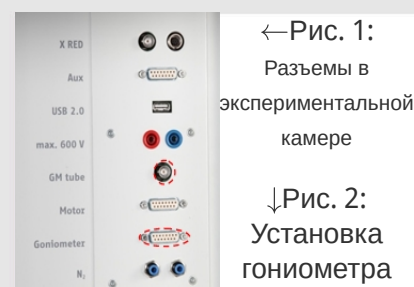 X RED
Aux
USB 2.0
max. 600 V
GM tube
Motor
Goniometer
N₂
←Рис. 1:
Разъемы в
экспериментальной
камере
↓Рис. 2:
Установка
гониометра